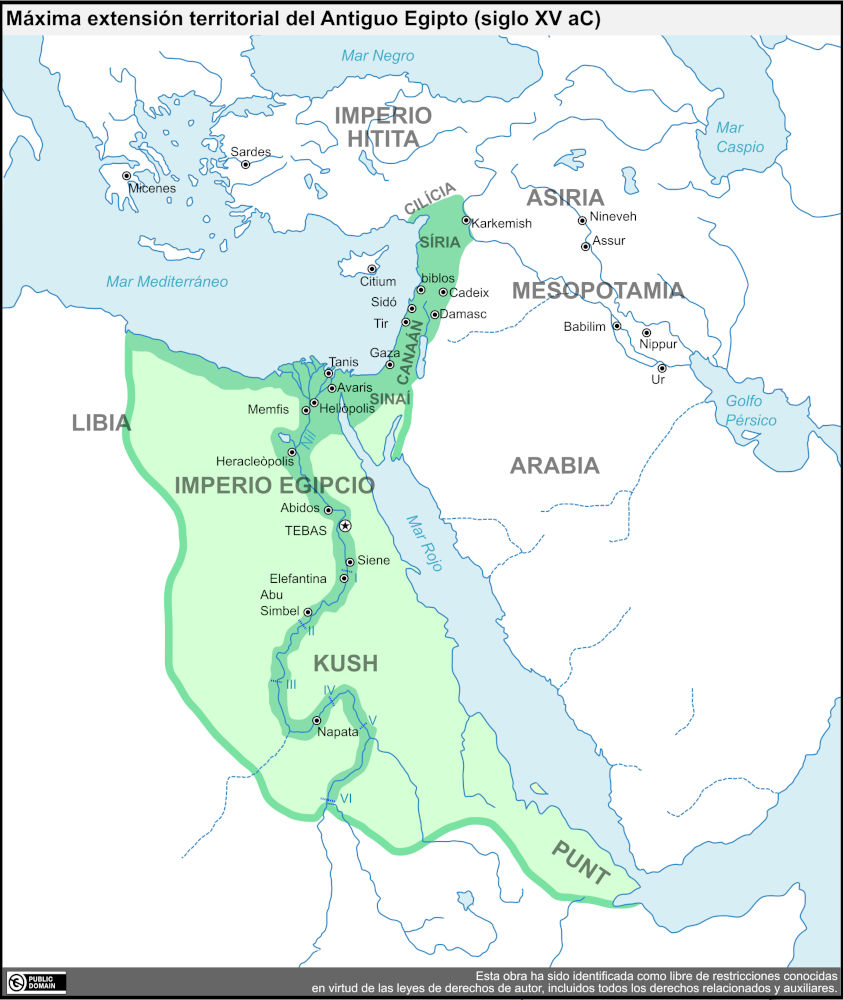 Máxima extensión territorial del Antiguo Egipto (siglo XV aC)
Mar Negro
IMPERIO
HITITA
Mar
Caspio
Sardes
Micenes
CILÍCIA
ASIRIA
Karkemish
Nineveh
SÍRIA
Assur
Mar Mediterráneo
Citium
biblos
Cadeix
MESOPOTAMIA
Sidó
Damasc
Tir
Babilim
Nippur
CANAÁN
Gaza
Tanis
Ur
Avaris
SINAÍ
Memfis
Heliòpolis
Golfo
Pérsico
LIBIA
Nil
Heracleòpolis
ARABIA
IMPERIO EGIPCIO
Abidos
TEBAS
Mar Rojo
Siene
Elefantina
I
Abu
Simbel
II
KUSH
III
IV
V
Napata
VI
PUNT
PUBLIC
DOMAIN
Esta obra ha sido identificada como libre de restricciones conocidas
en virtud de las leyes de derechos de autor, incluidos todos los derechos relacionados y auxiliares.